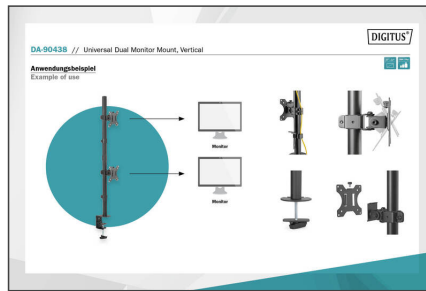 DIGITUS®
DA-90438 // Universal Dual Monitor Mount, Vertical
Anwendungsbeispiel
Example of use
Monitor
Monitor